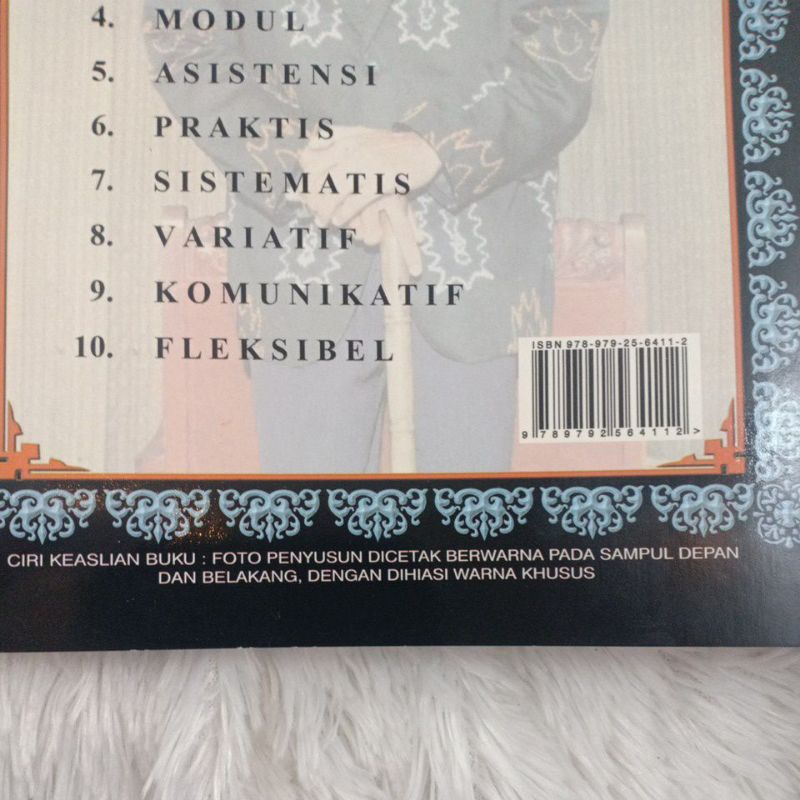 4. MODUL
5. ASISTENSI
6. PRAKTIS
7. SISTEMATIS
8. VARIATIF
9. KOMUNIKATIF
10. FLEKSIBEL
ISBN 978-979-25-6411-2
9 789792 564112 >
CIRI KEASLIAN BUKU : FOTO PENYUSUN DICETAK BERWARNA PADA SAMPUL DEPAN
DAN BELAKANG, DENGAN DIHIASI WARNA KHUSUS